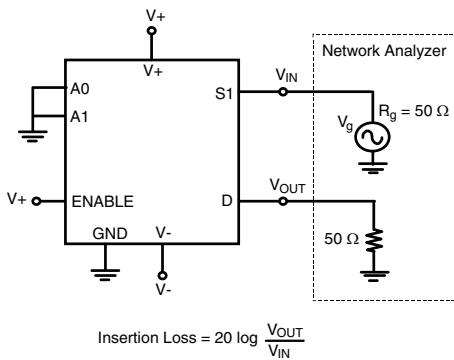 V+
V+
Network Analyzer
A0
A1
S1
V_IN
V_g
R_g = 50 Ω
V+
ENABLE
D
V_OUT
50 Ω
GND
V-
V-
Insertion Loss = 20 log V_OUT / V_IN